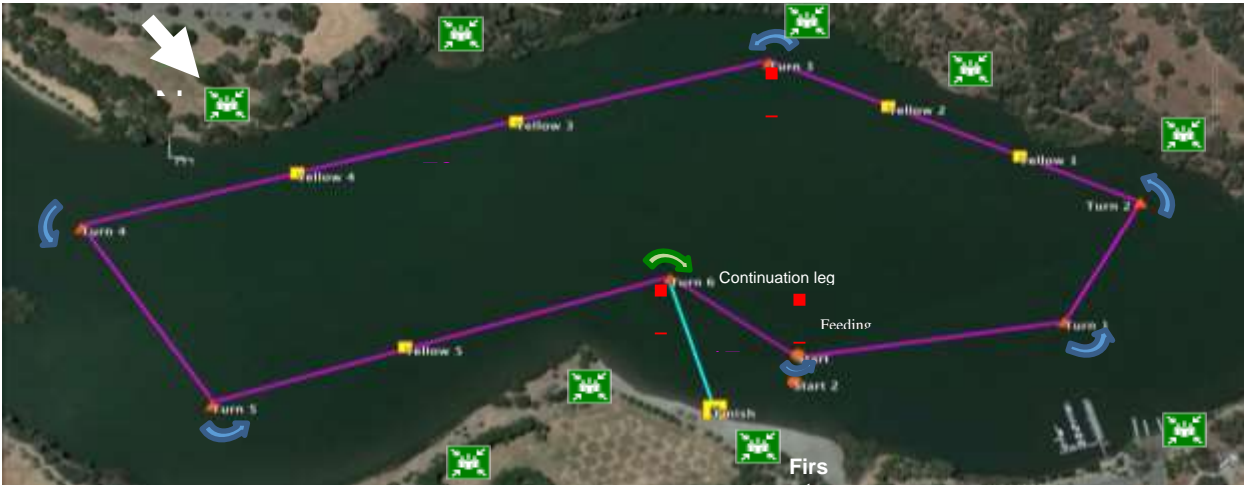 Turn 3
Yellow 2
Yellow 3
Yellow 1
Yellow 4
Turn 2
Turn 4
Turn 6
Continuation leg
Feeding
Turn 1
Yellow 5
Start
Start 2
Turn 5
Finish
Firs